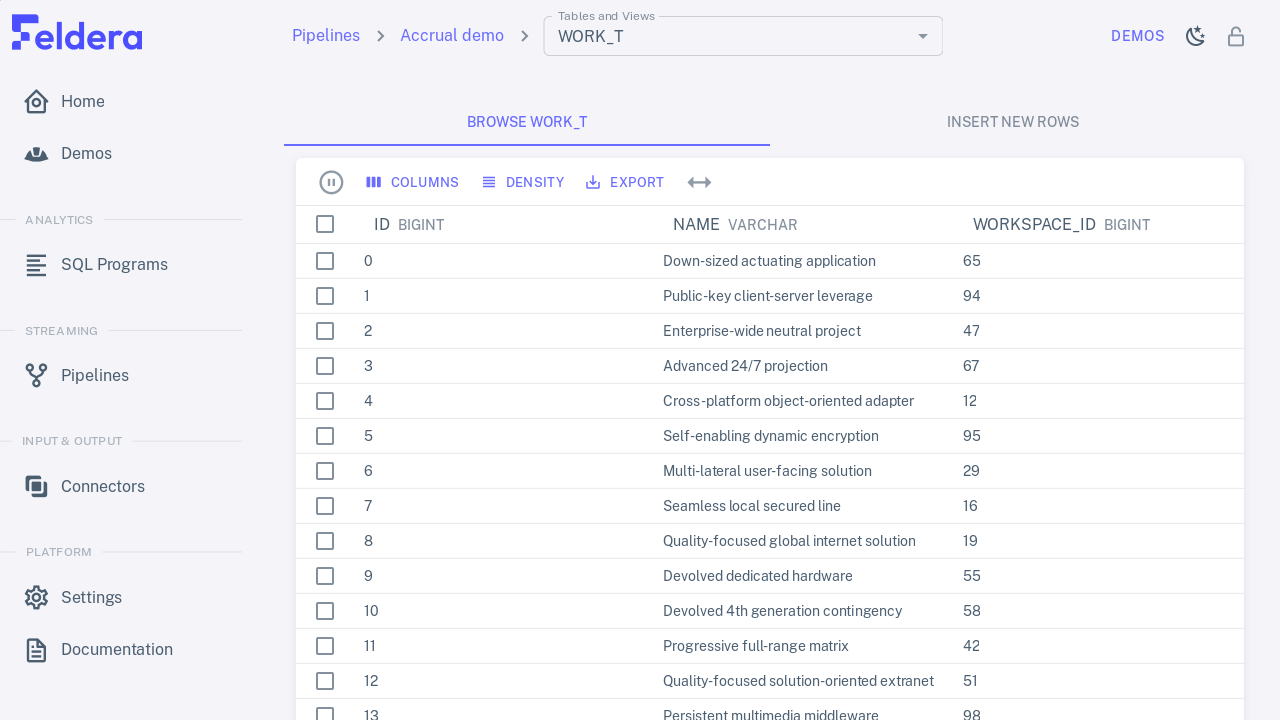 Feldera
Pipelines
Accrual demo
Tables and Views
WORK_T
DEMOS
Home
Demos
ANALYTICS
SQL Programs
STREAMING
Pipelines
INPUT & OUTPUT
Connectors
PLATFORM
Settings
Documentation
BROWSE WORK_T
INSERT NEW ROWS
COLUMNS DENSITY EXPORT
ID BIGINT NAME VARCHAR WORKSPACE_ID BIGINT
0 Down-sized actuating application 65
1 Public-key client-server leverage 94
2 Enterprise-wide neutral project 47
3 Advanced 24/7 projection 67
4 Cross-platform object-oriented adapter 12
5 Self-enabling dynamic encryption 95
6 Multi-lateral user-facing solution 29
7 Seamless local secured line 16
8 Quality-focused global internet solution 19
9 Devolved dedicated hardware 55
10 Devolved 4th generation contingency 58
11 Progressive full-range matrix 42
12 Quality-focused solution-oriented extranet 51
13 Persistent multimedia middleware 98